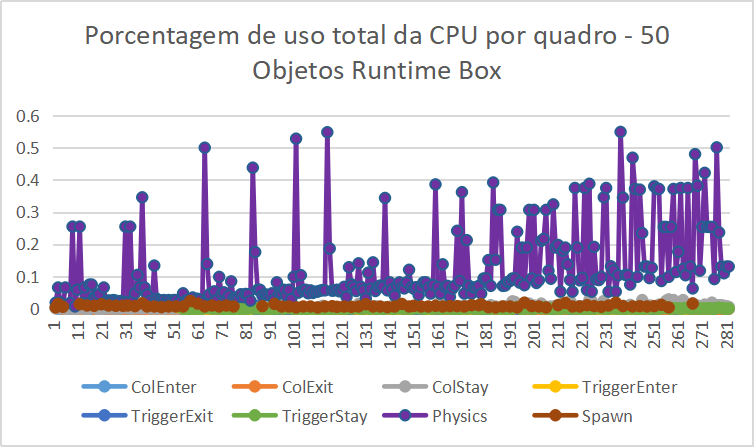 Porcentagem de uso total da CPU por quadro - 50
Objetos Runtime Box
0.6
0.5
0.4
0.3
0.2
0.1
0
1 11 21 31 41 51 61 71 81 91 101 111 121 131 141 151 161 171 181 191 201 211 221 231 241 251 261 271 281
ColEnter ColExit ColStay TriggerEnter
TriggerExit TriggerStay Physics Spawn